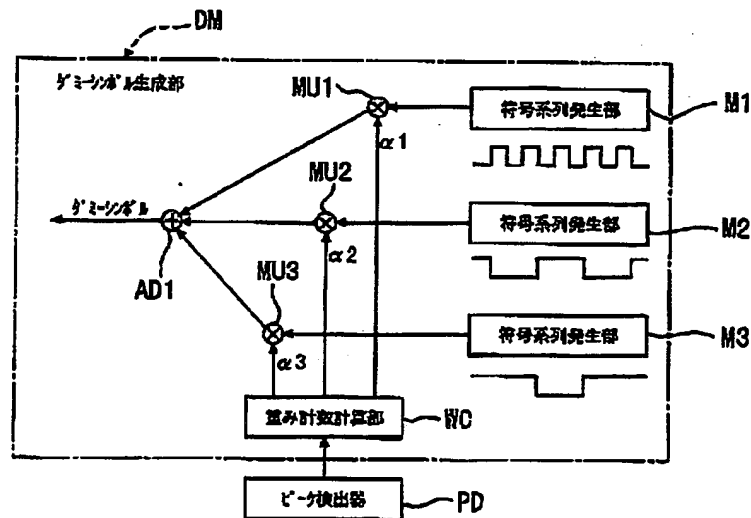 DM
ダミーシンボル生成部
MU1
符号系列発生部
M1
α1
MU2
ダミーシンボル
符号系列発生部
M2
α2
AD1
MU3
符号系列発生部
M3
α3
重み計数計算部
WC
ピーク検出器
PD